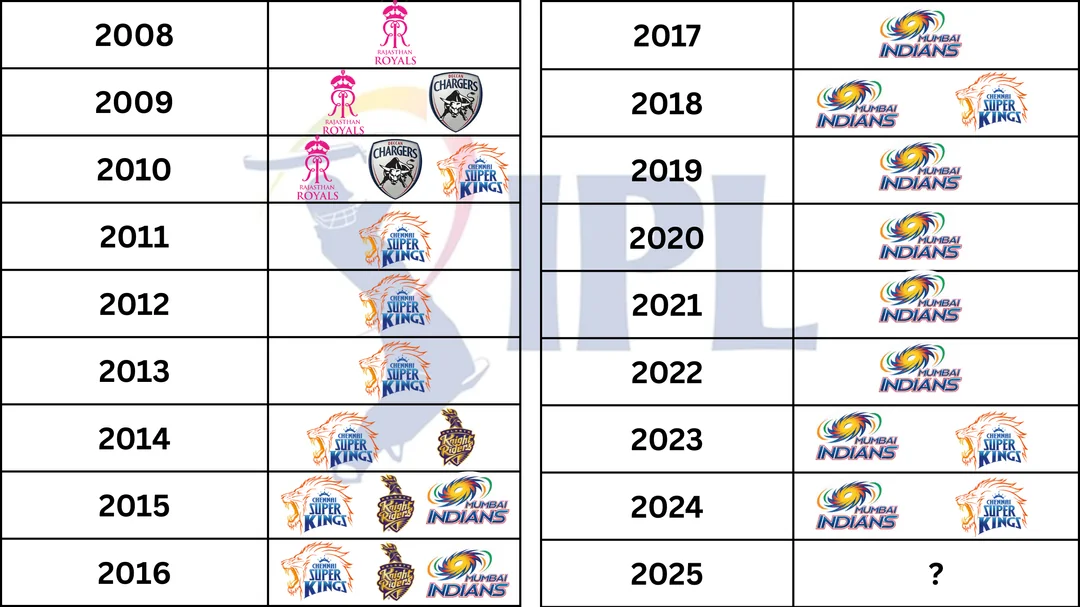 2008
RAJASTHAN
ROYALS
2009
RAJASTHAN
ROYALS
DECCAN
CHARGERS
2010
RAJASTHAN
ROYALS
DECCAN
CHARGERS
CHENNAI
SUPER
KINGS
2011
CHENNAI
SUPER
KINGS
2012
CHENNAI
SUPER
KINGS
2013
CHENNAI
SUPER
KINGS
2014
CHENNAI
SUPER
KINGS
Knight
Riders
2015
CHENNAI
SUPER
KINGS
Knight
Riders
MUMBAI
INDIANS
2016
CHENNAI
SUPER
KINGS
Knight
Riders
MUMBAI
INDIANS
2017
MUMBAI
INDIANS
2018
MUMBAI
INDIANS
CHENNAI
SUPER
KINGS
2019
MUMBAI
INDIANS
2020
MUMBAI
INDIANS
2021
MUMBAI
INDIANS
2022
MUMBAI
INDIANS
2023
MUMBAI
INDIANS
CHENNAI
SUPER
KINGS
2024
MUMBAI
INDIANS
CHENNAI
SUPER
KINGS
2025
?
IPL